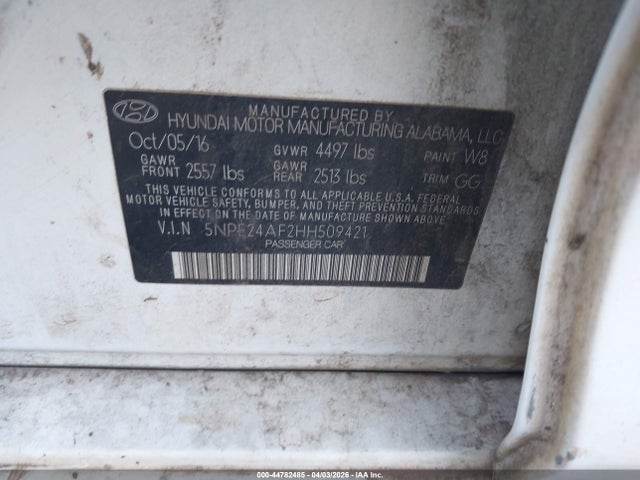 MANUFACTURED BY
HYUNDAI MOTOR MANUFACTURING ALABAMA, LLC
Oct/05/16 GVWR 4497 lbs PAINT W8
GAWR FRONT 2557 lbs GAWR REAR 2513 lbs TRIM GG
THIS VEHICLE CONFORMS TO ALL APPLICABLE U.S.A. FEDERAL
MOTOR VEHICLE SAFETY, BUMPER, AND THEFT PREVENTION STANDARDS
IN EFFECT ON THE DATE OF MANUFACTURE SHOWN ABOVE.
V.I.N 5NPE24AF2HH509421
PASSENGER CAR
000-44782485 - 04/03/2026 - IAAI Inc.